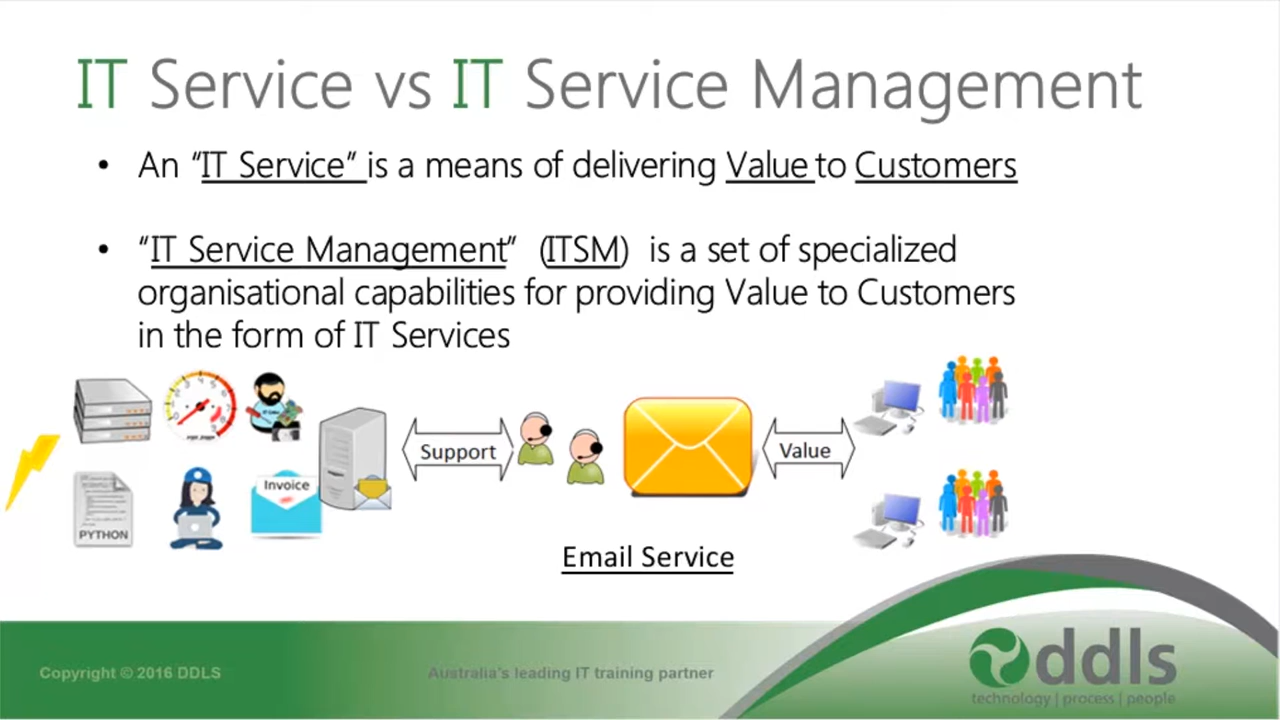 IT Service vs IT Service Management
• An “IT Service” is a means of delivering Value to Customers
• “IT Service Management” (ITSM) is a set of specialized
organisational capabilities for providing Value to Customers
in the form of IT Services
Invoice
PYTHON
Support
Value
Email Service
Copyright © 2016 DDLS
Australia's leading IT training partner
ddls
technology | process | people